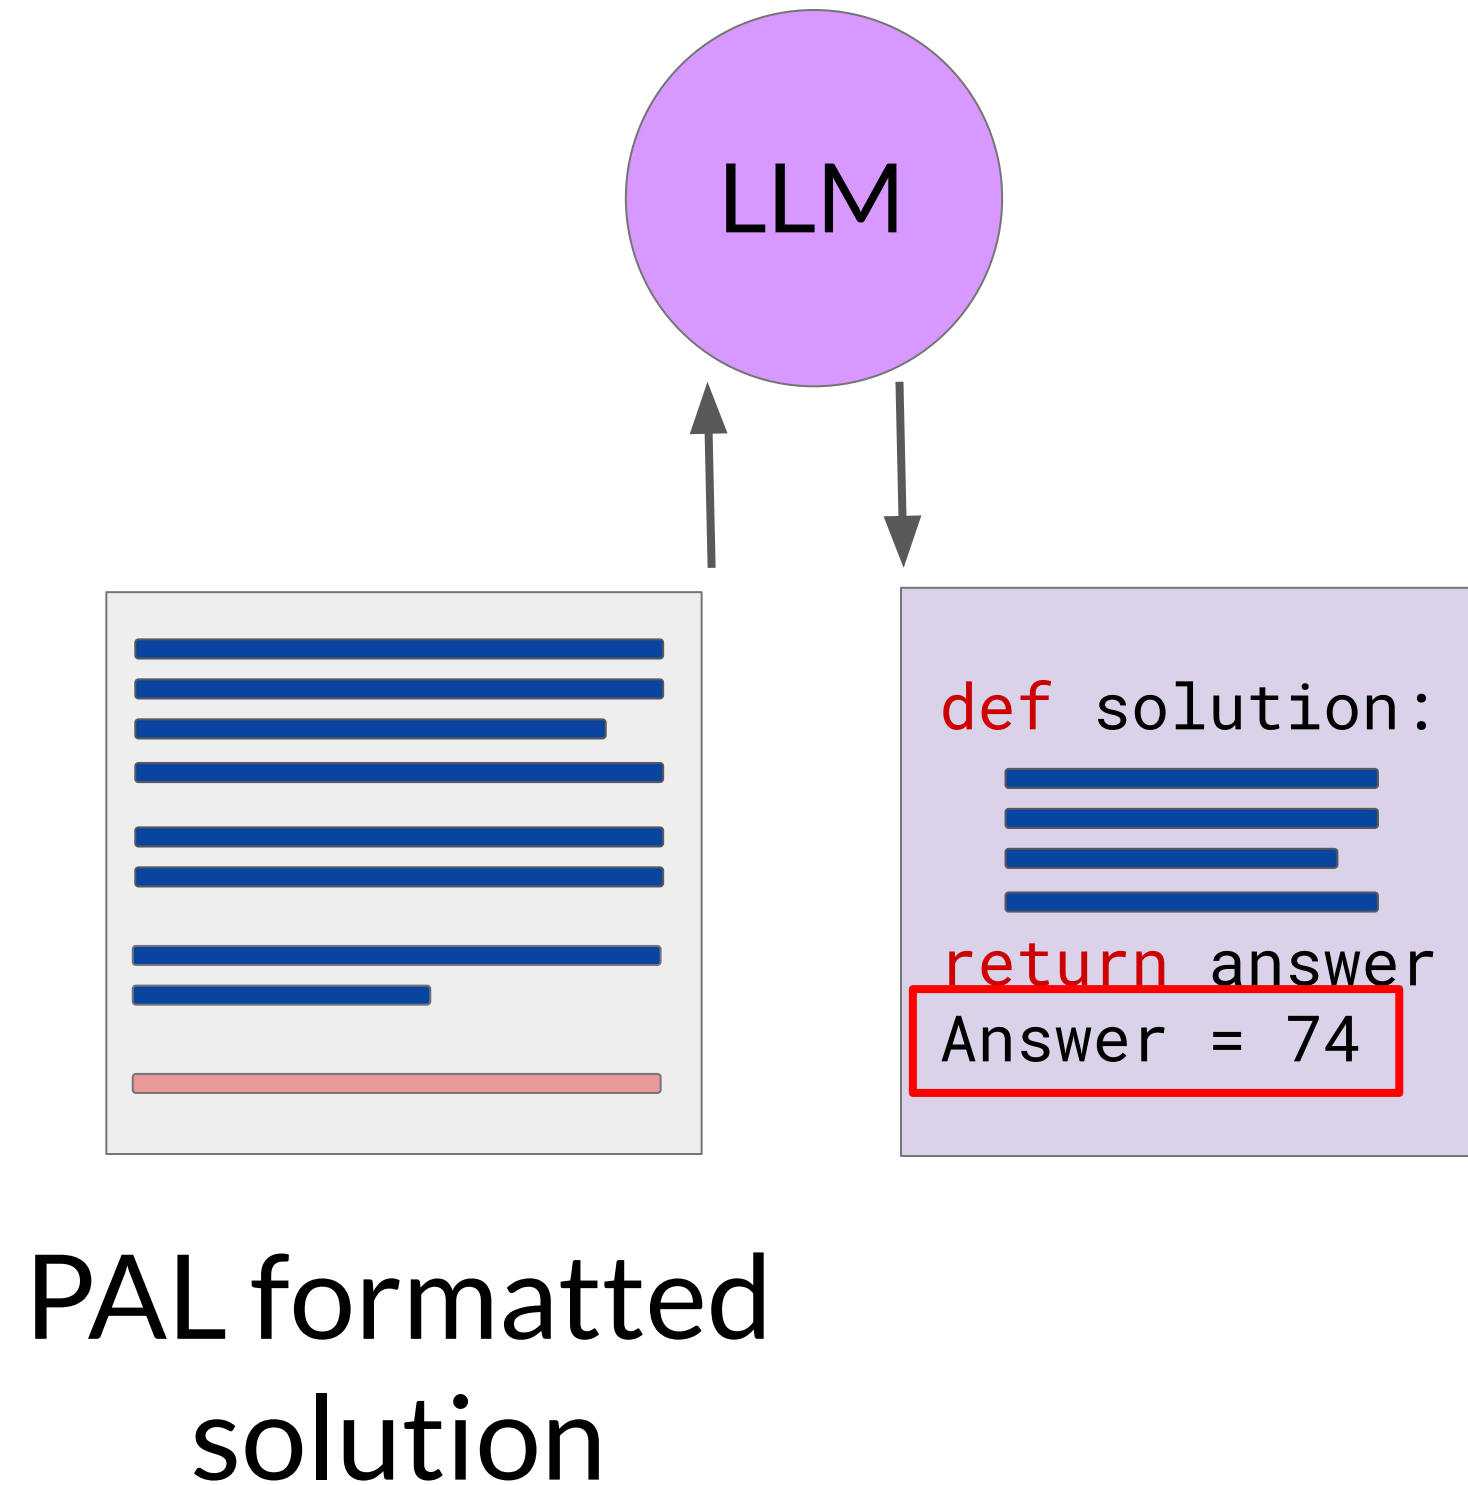 LLM
def solution:
return answer
Answer = 74
PAL formatted
solution